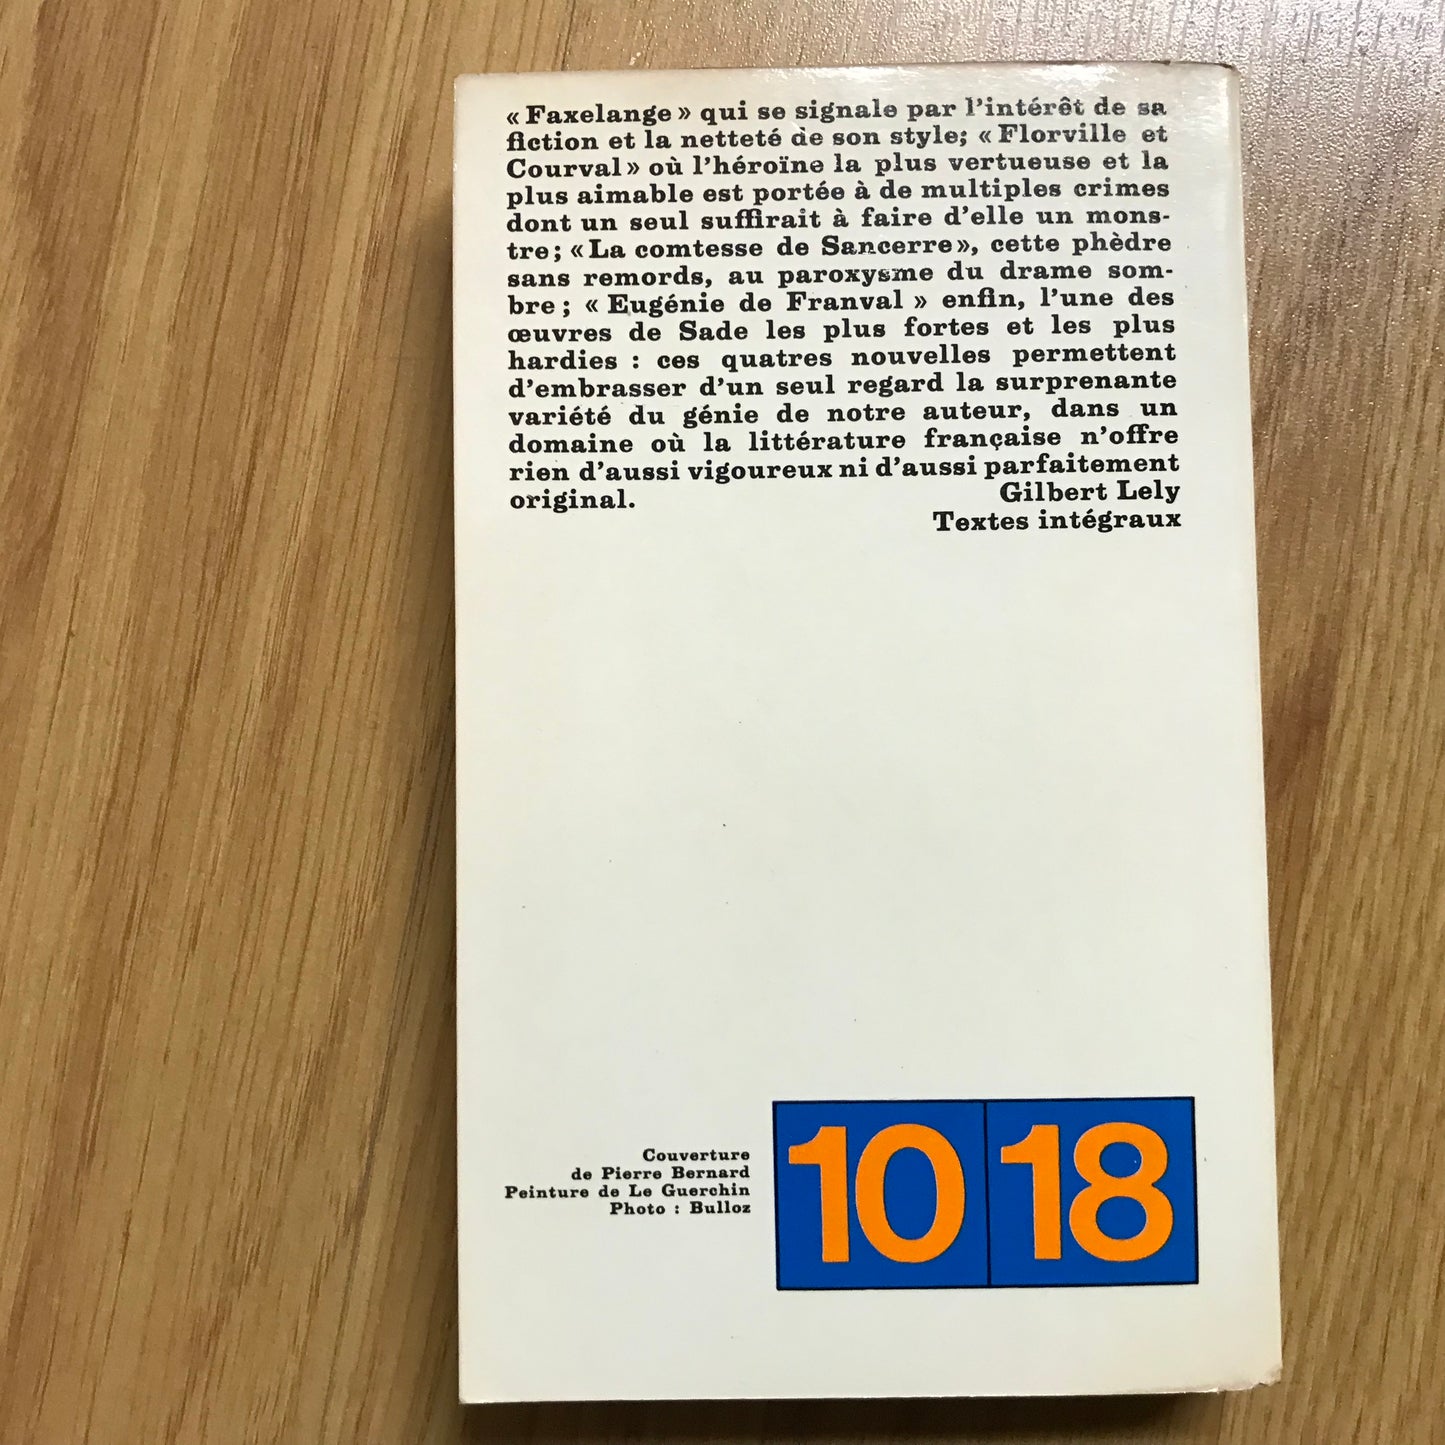 « Faxelange » qui se signale par l'intérêt de sa
fiction et la netteté de son style; « Florville et
Courval » où l'héroïne la plus vertueuse et la
plus aimable est portée à de multiples crimes
dont un seul suffirait à faire d'elle un mons-
tre; « La comtesse de Sancerre », cette phèdre
sans remords, au paroxysme du drame som-
bre; « Eugénie de Franval » enfin, l'une des
œuvres de Sade les plus fortes et les plus
hardies : ces quatres nouvelles permettent
d'embrasser d'un seul regard la surprenante
variété du génie de notre auteur, dans un
domaine où la littérature française n'offre
rien d'aussi vigoureux ni d'aussi parfaitement
original.
Gilbert Lely
Textes intégraux
Couverture
de Pierre Bernard
Peinture de Le Guerchin
Photo : Bulloz
10 18